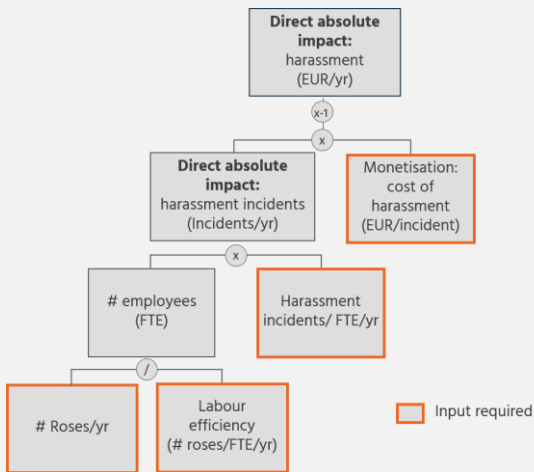 Direct absolute
impact:
harassment
(EUR/yr)
x-1
x
Direct absolute
impact:
harassment incidents
(Incidents/yr)
Monetisation:
cost of
harassment
(EUR/incident)
x
# employees
(FTE)
Harassment
incidents/ FTE/yr
/
# Roses/yr
Labour
efficiency
(# roses/FTE/yr)
Input required